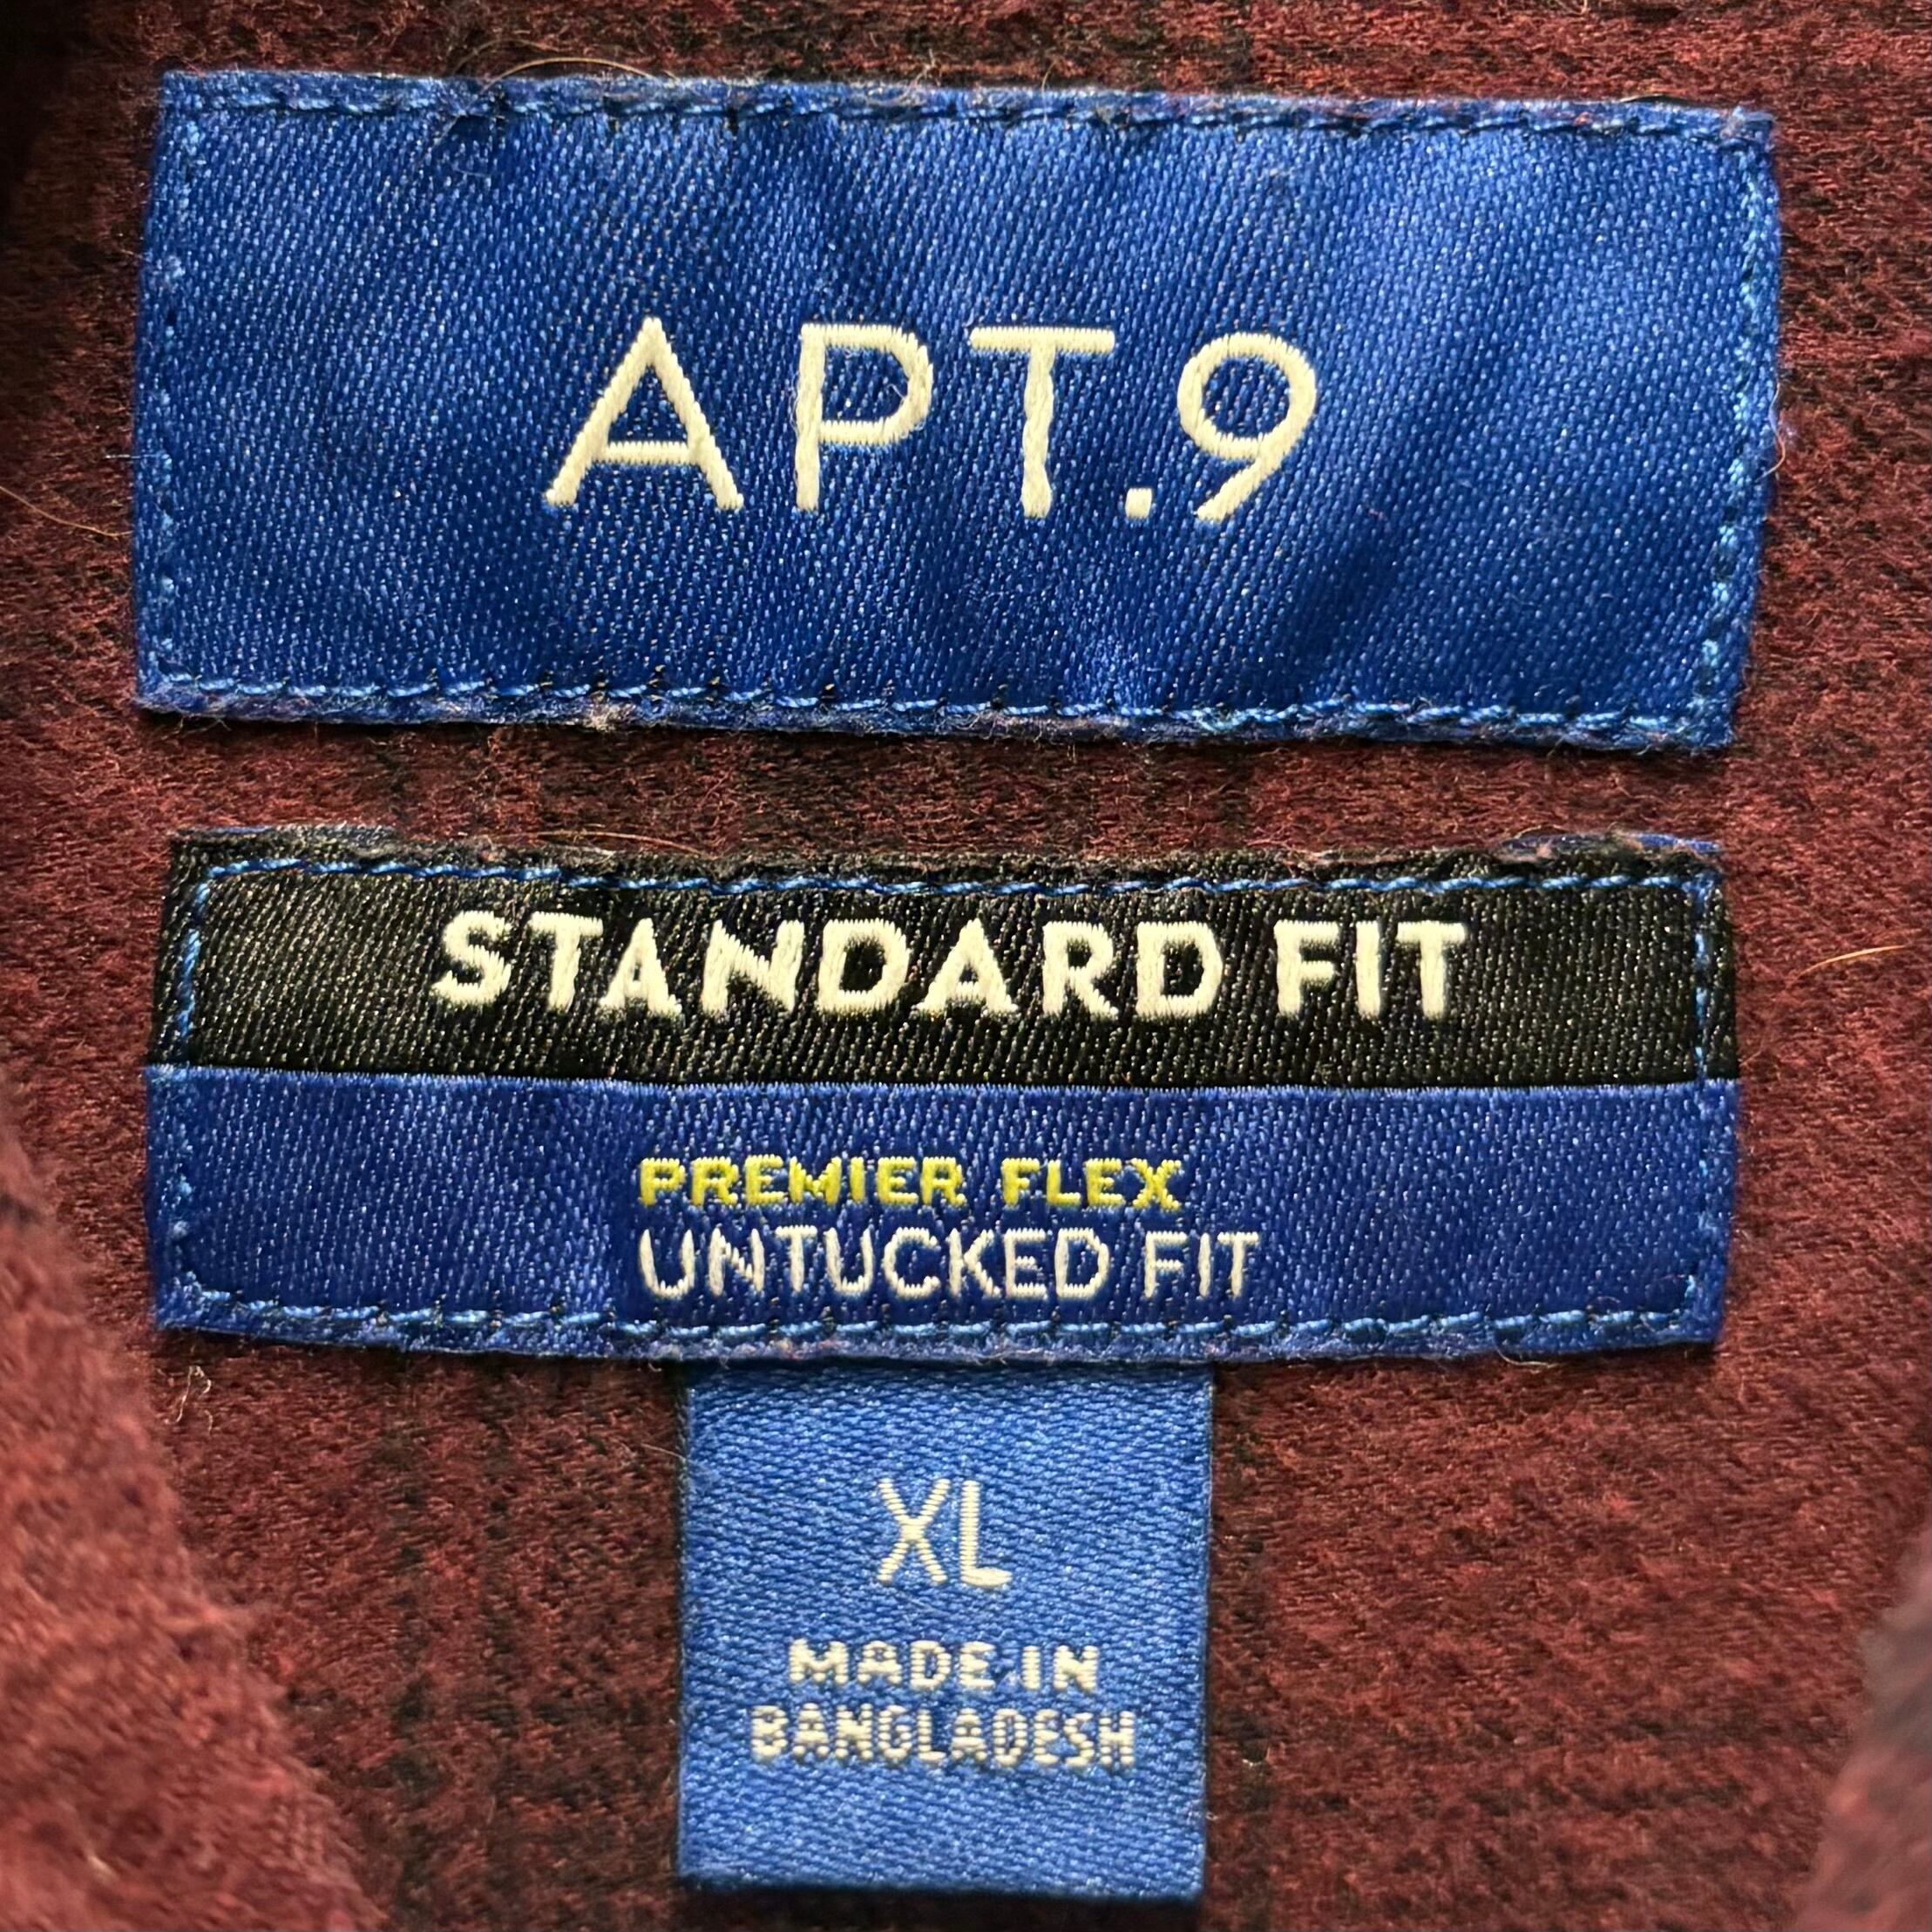 APT.9
STANDARD FIT
PREMIER FLEX
UNTUCKED FIT
XL
MADE IN
BANGLADESH